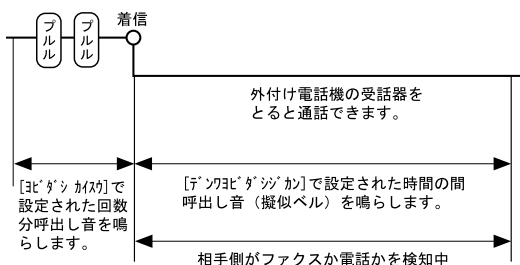 プルル
プルル
着信
外付け電話機の受話器を
とると通話できます。
[ﾖﾋﾞﾀﾞｼ ｶｲｽｳ]で
設定された回数
分呼出し音を鳴
らします。
[ﾃﾞﾝﾜﾖﾋﾞﾀﾞｼｼﾞｶﾝ]で設定された時間の間
呼出し音（擬似ベル）を鳴らします。
相手側がファクスか電話かを検知中